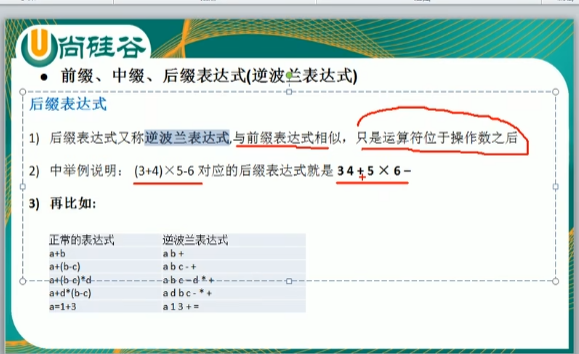 尚硅谷
● 前缀、中缀、后缀表达式(逆波兰表达式)
后缀表达式
1) 后缀表达式又称逆波兰表达式,与前缀表达式相似，只是运算符位于操作数之后
2) 中举例说明： (3+4)×5-6 对应的后缀表达式就是 3 4 + 5 × 6 –
3) 再比如:
正常的表达式 逆波兰表达式
a+b a b +
a+(b-c) a b c - +
a+(b-c)*d a b c – d * +
a+d*(b-c) a d b c - * +
a=1+3 a 1 3 + =